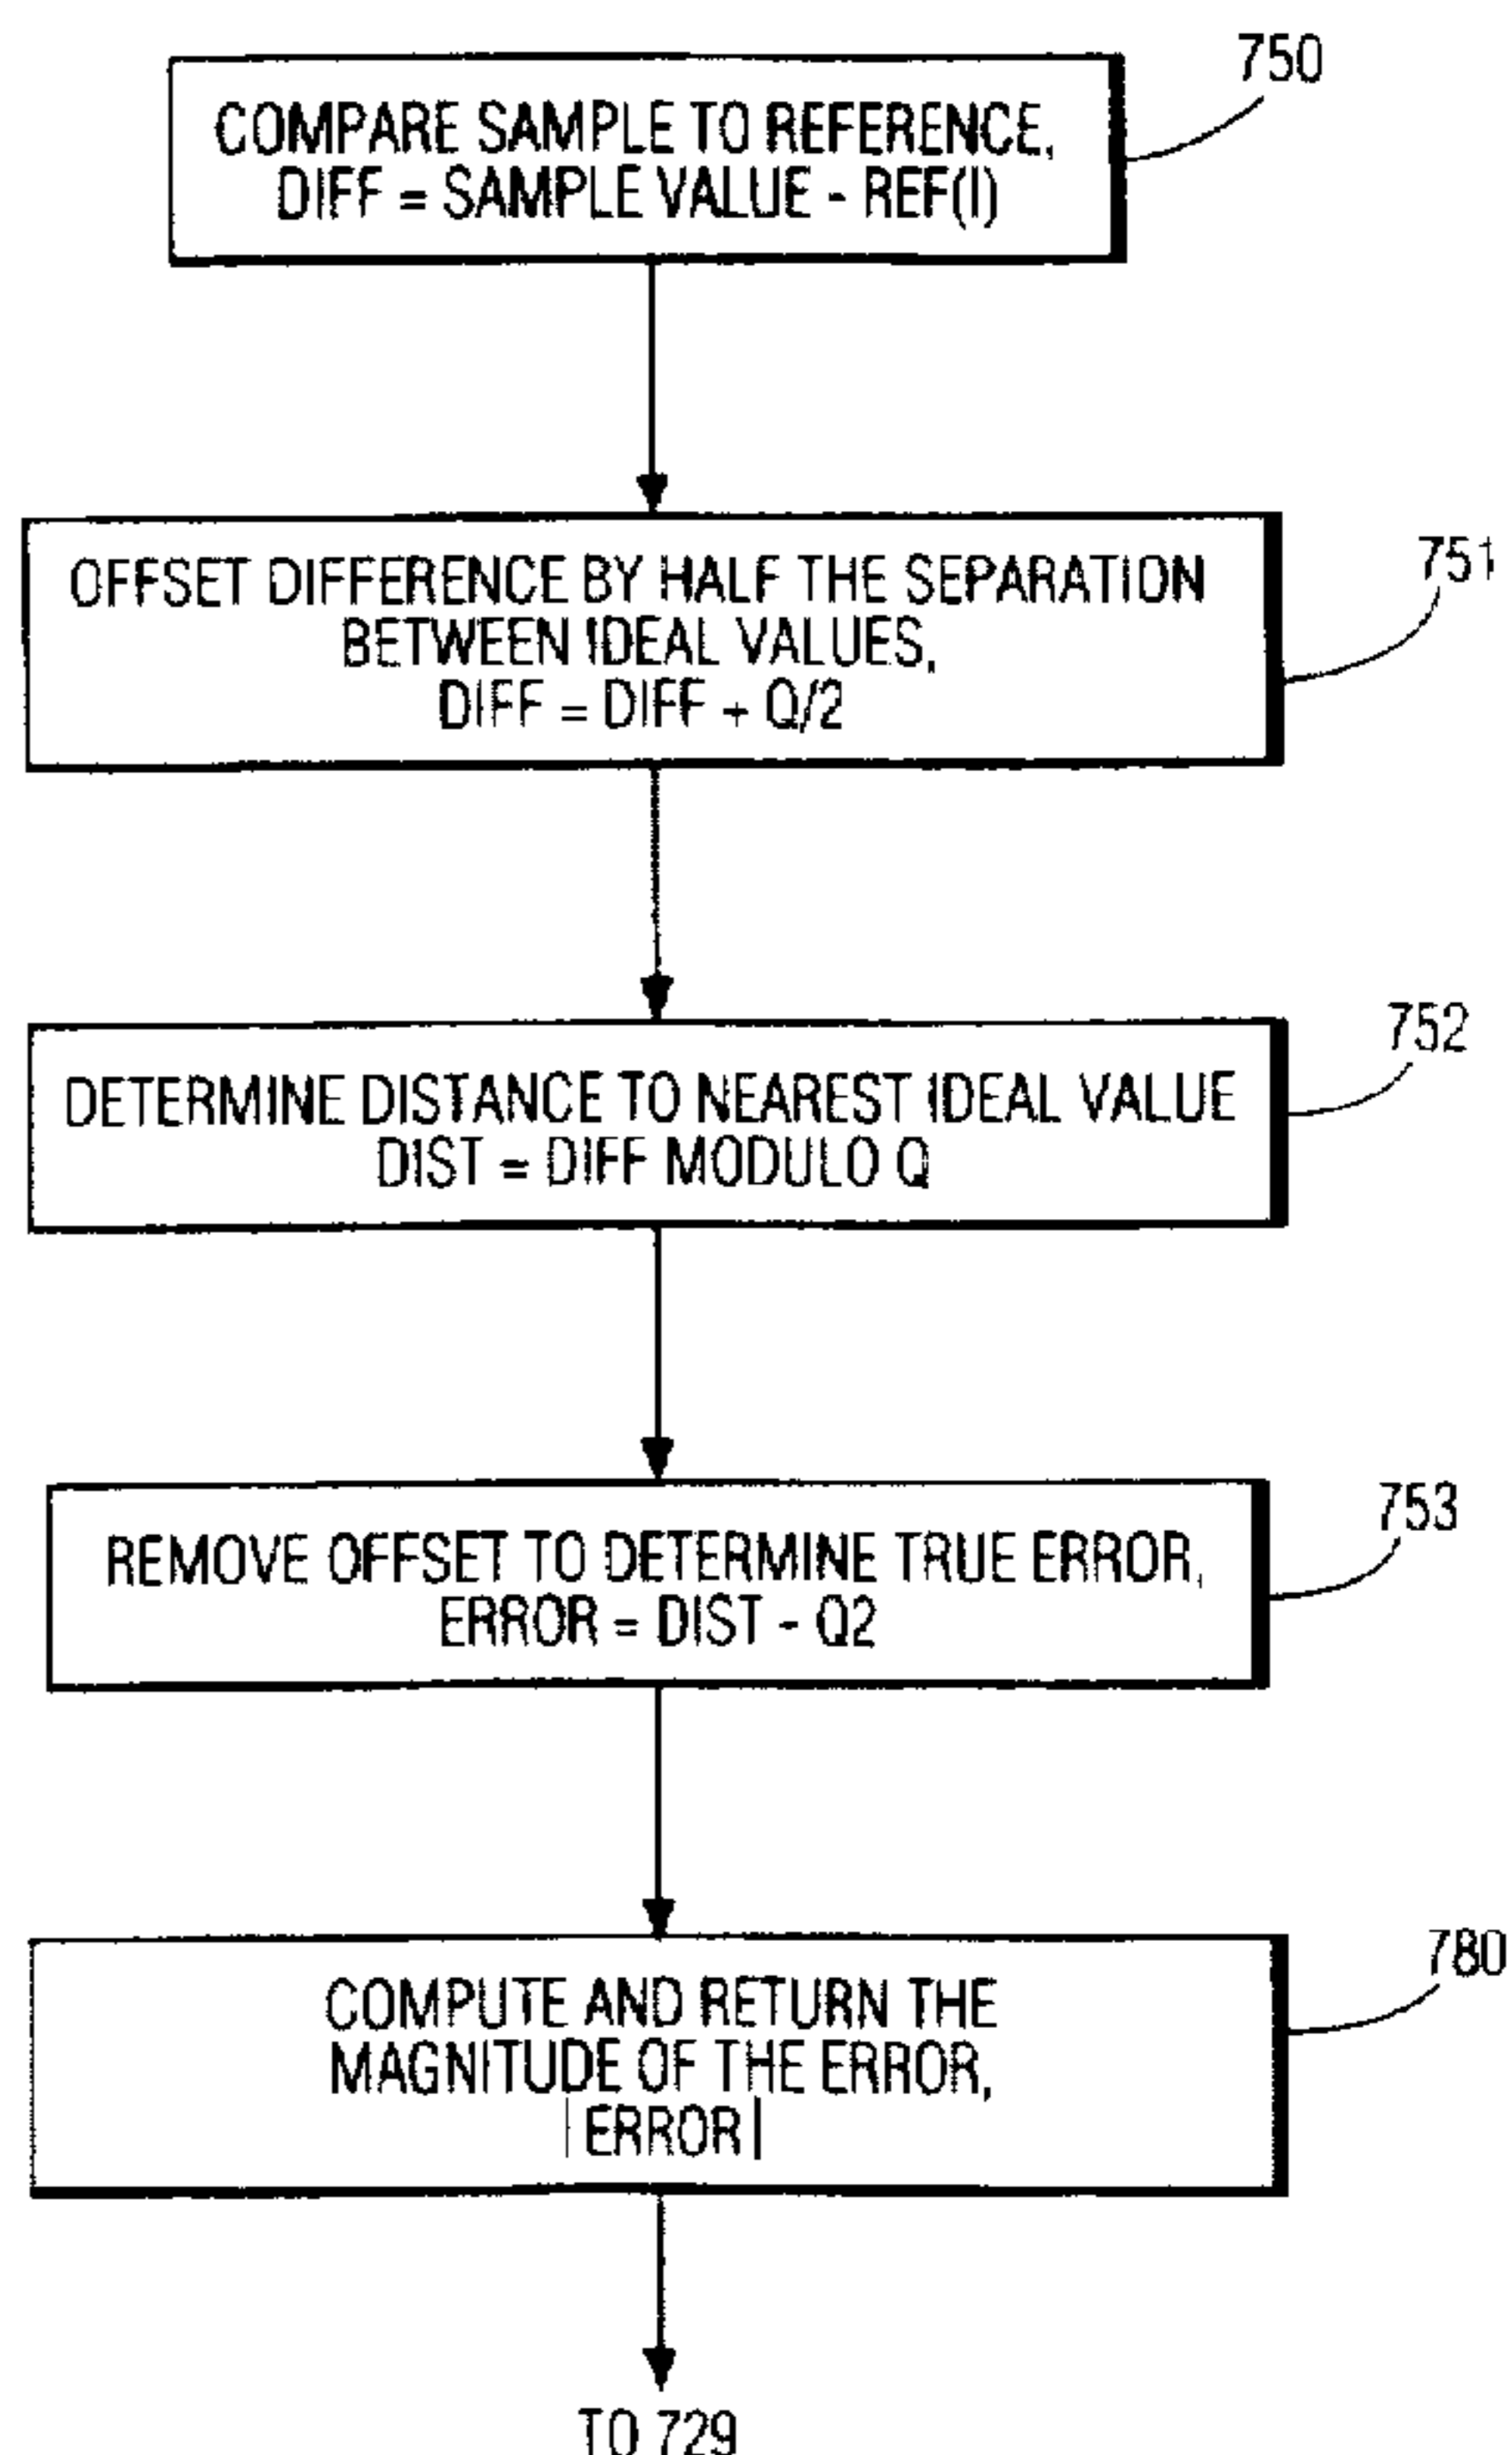 750
COMPARE SAMPLE TO REFERENCE,
DIFF = SAMPLE VALUE - REF(I)
OFFSET DIFFERENCE BY HALF THE SEPARATION
BETWEEN IDEAL VALUES,
DIFF = DIFF + Q/2
751
752
DETERMINE DISTANCE TO NEAREST IDEAL VALUE
DIST = DIFF MODULO Q
753
REMOVE OFFSET TO DETERMINE TRUE ERROR,
ERROR = DIST - Q2
780
COMPUTE AND RETURN THE
MAGNITUDE OF THE ERROR,
| ERROR |
TO 729